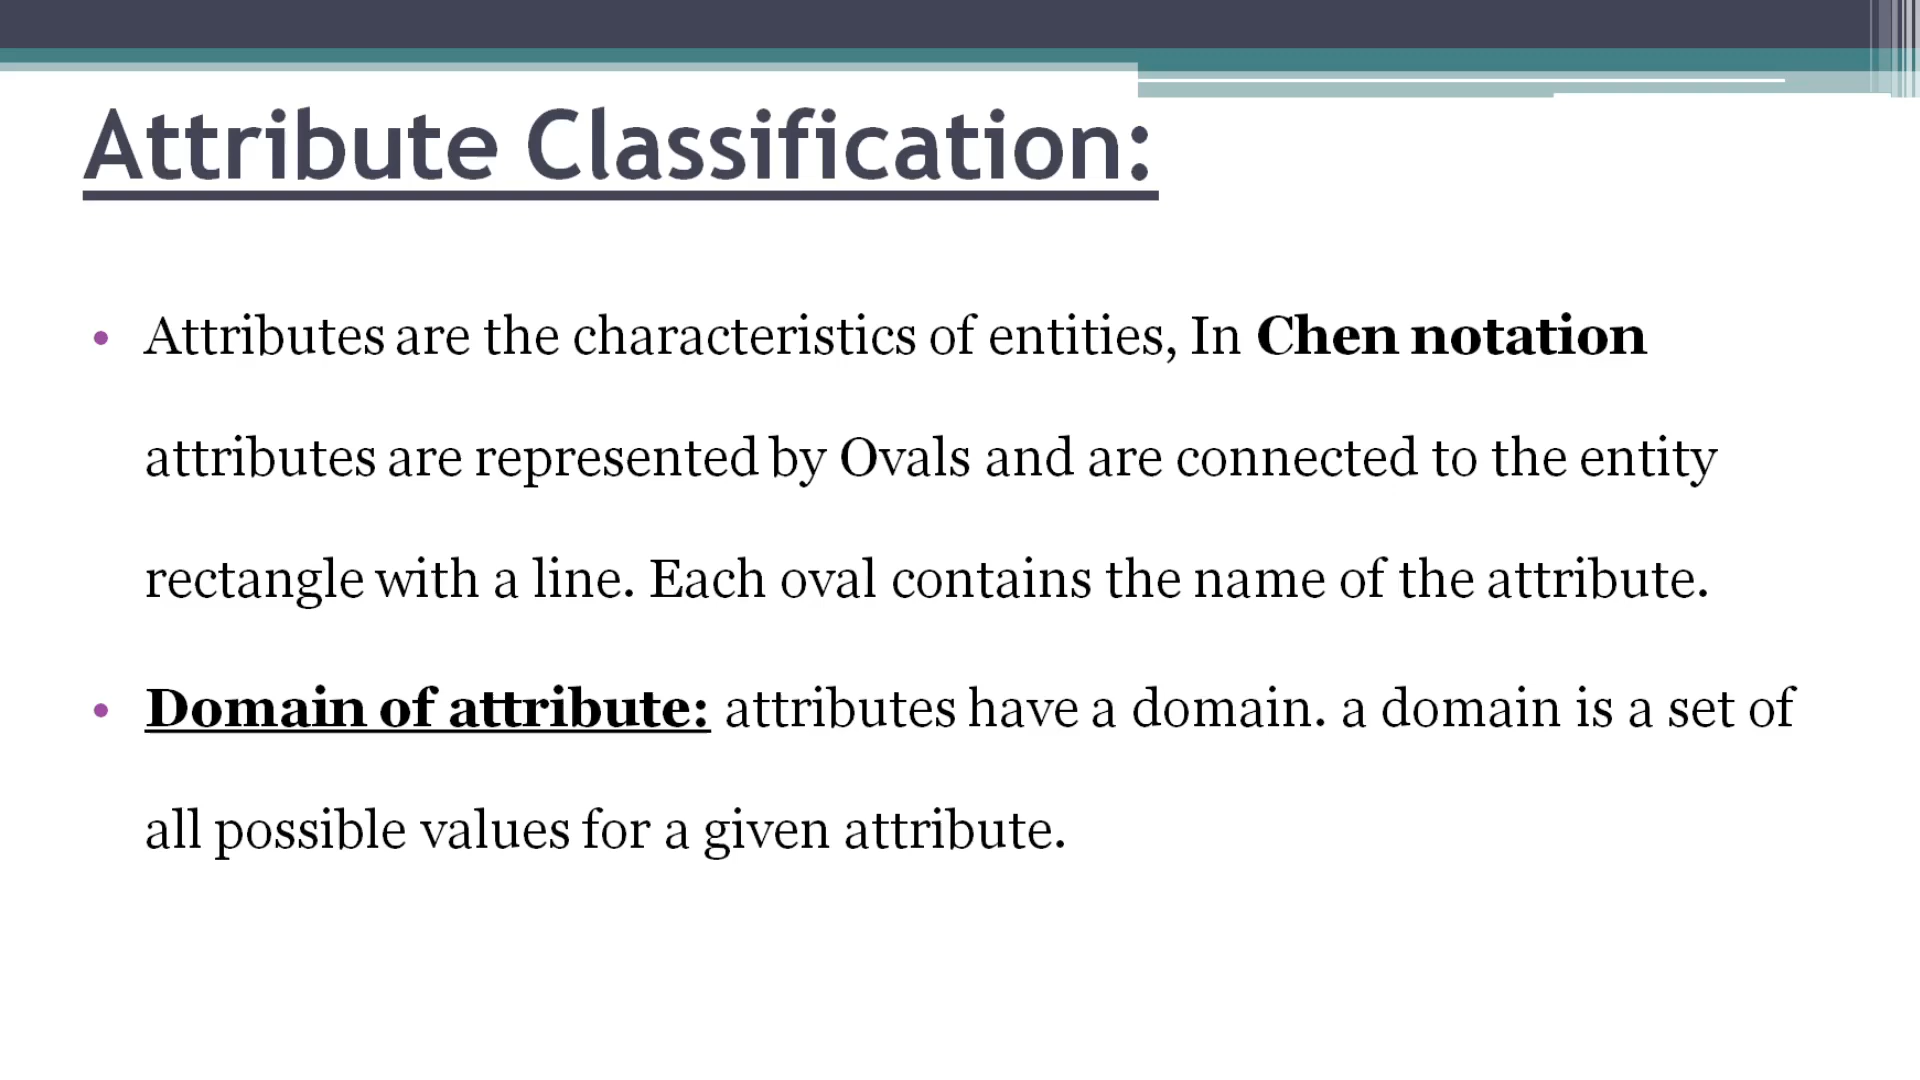 Attribute Classification:
• Attributes are the characteristics of entities, In Chen notation
attributes are represented by Ovals and are connected to the entity
rectangle with a line. Each oval contains the name of the attribute.
• Domain of attribute: attributes have a domain. a domain is a set of
all possible values for a given attribute.